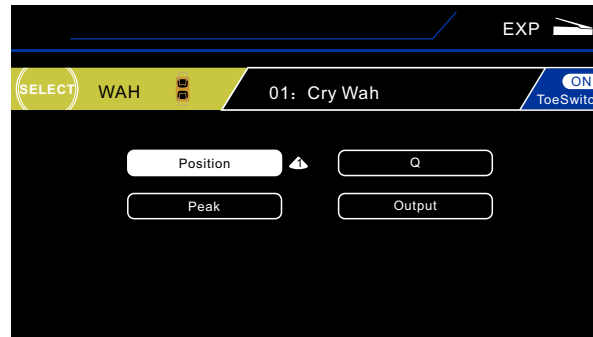 EXP
SELECT WAH 01: Cry Wah ON
ToeSwitc
Position 1 Q
Peak Output